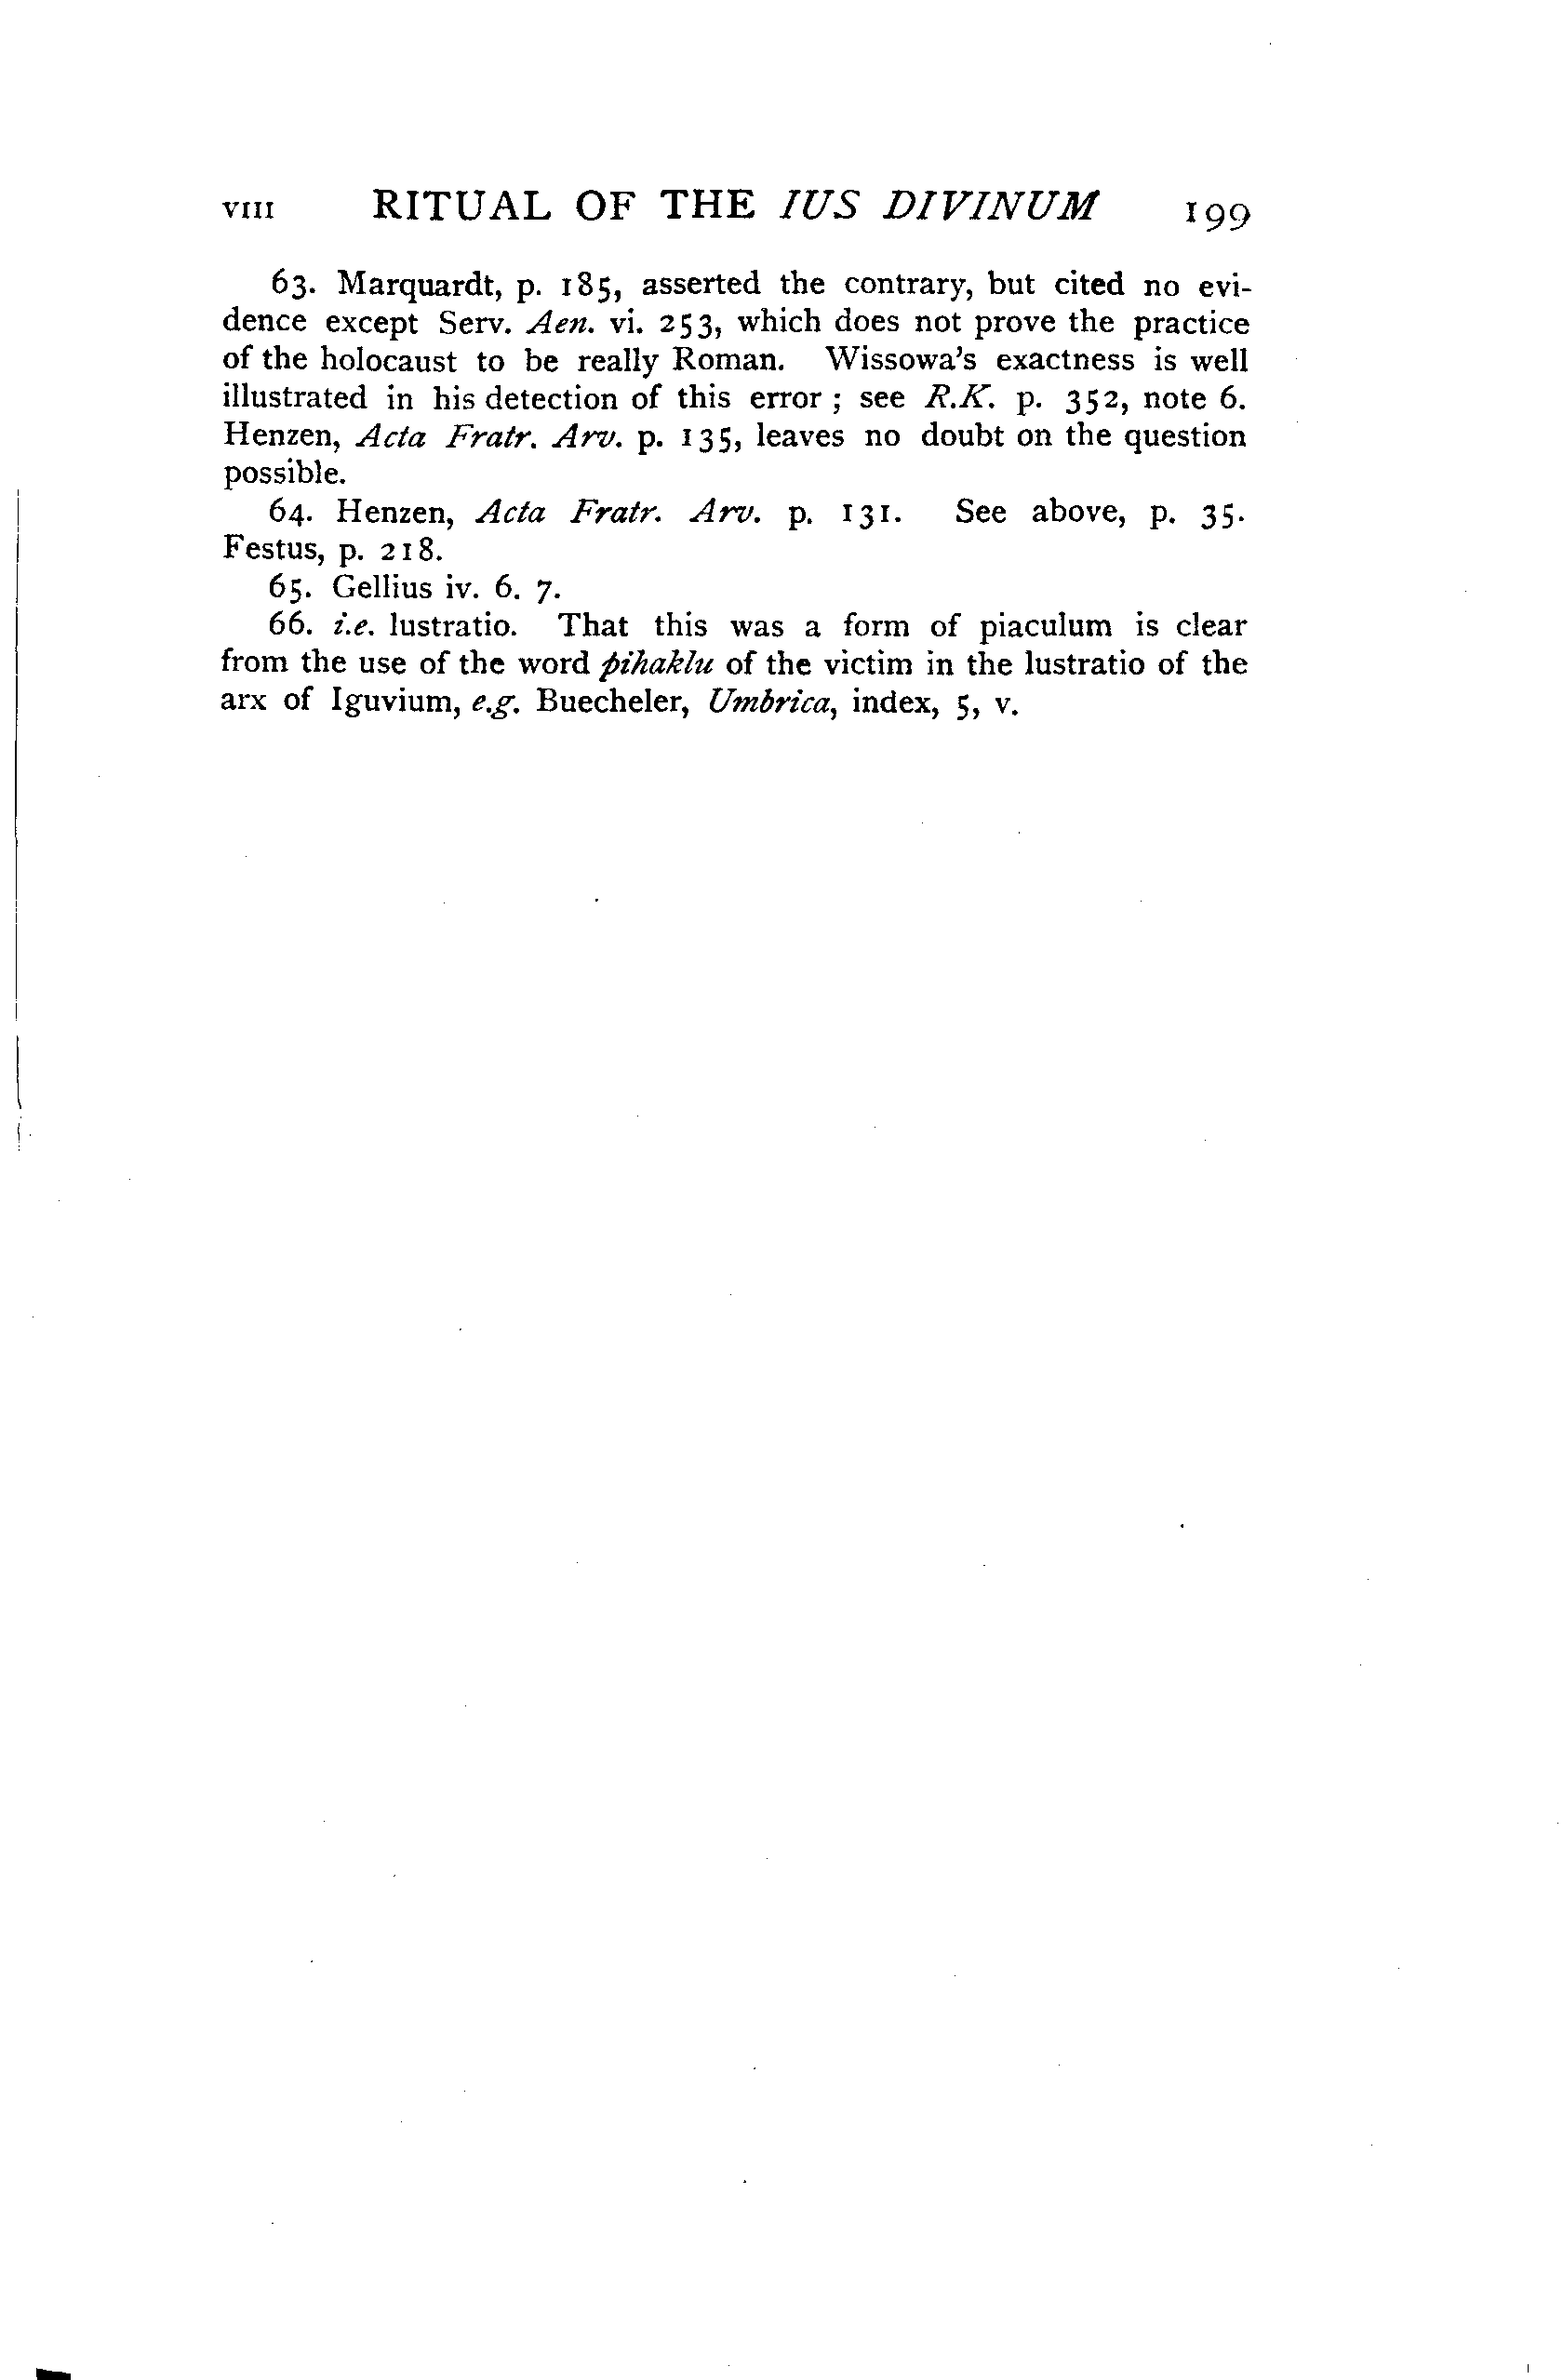 VIII RITUAL OF THE IUS DIVINUM 199
63. Marquardt, p. 185, asserted the contrary, but cited no evi-
dence except Serv. Aen. vi. 253, which does not prove the practice
of the holocaust to be really Roman. Wissowa's exactness is well
illustrated in his detection of this error ; see R.K. p. 352, note 6.
Henzen, Acta Fratr. Arv. p. 135, leaves no doubt on the question
possible.
64. Henzen, Acta Fratr. Arv. p. 131. See above, p. 35.
Festus, p. 218.
65. Gellius iv. 6. 7.
66. i.e. lustratio. That this was a form of piaculum is clear
from the use of the word pihaklu of the victim in the lustratio of the
arx of Iguvium, e.g. Buecheler, Umbrica, index, 5, v.